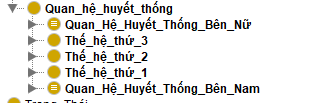 Quan_hệ_huyết_thống
Quan_Hệ_Huyết_Thống_Bên_Nữ
Thế_hệ_thứ_3
Thế_hệ_thứ_2
Thế_hệ_thứ_1
Quan_Hệ_Huyết_Thống_Bên_Nam